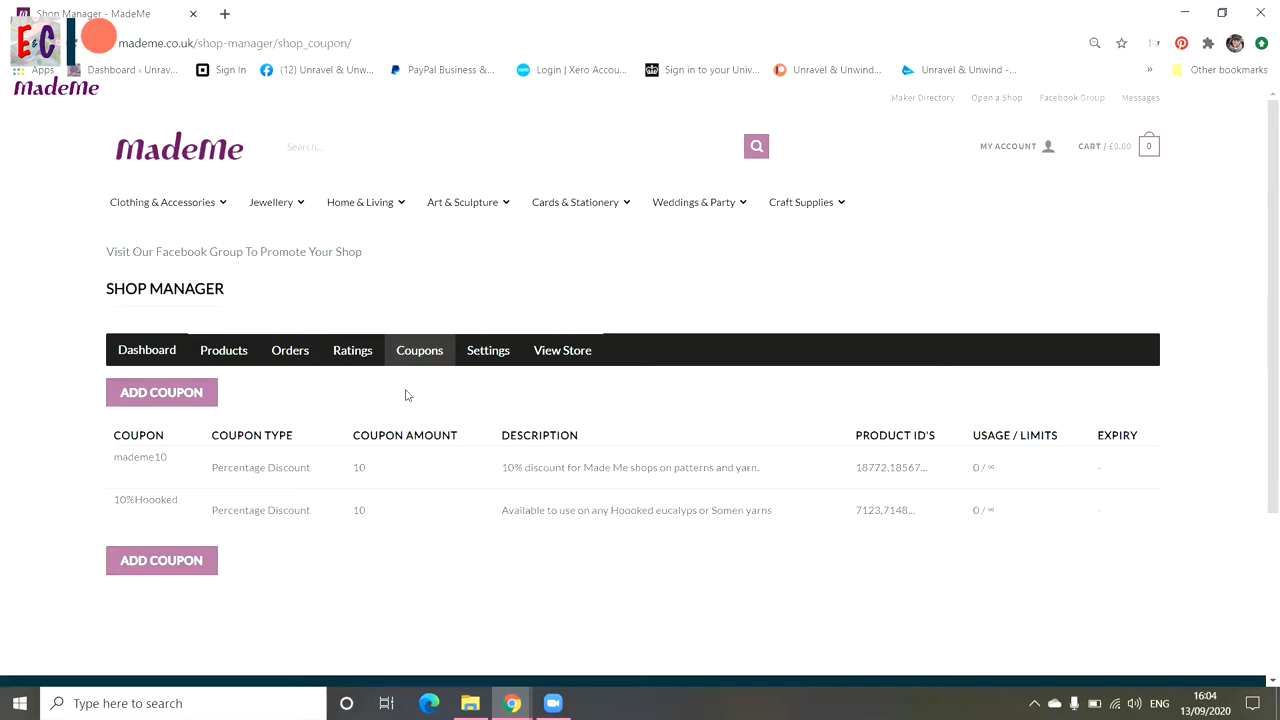 Shop Manager - MadeMe
E&C
mademe.co.uk/shop-manager/shop_coupon/
Apps
Dashboard ‹ Unrav...
Sign In
(12) Unravel & Unw...
PayPal Business &...
Login | Xero Accou...
Sign in to your Univ...
Unravel & Unwind...
Unravel & Unwind -...
»
Other bookmarks
MadeMe
Maker Directory
Open a Shop
Facebook Group
Messages
MadeMe
Search...
MY ACCOUNT
CART / £0.00
0
Clothing & Accessories
Jewellery
Home & Living
Art & Sculpture
Cards & Stationery
Weddings & Party
Craft Supplies
Visit Our Facebook Group To Promote Your Shop
SHOP MANAGER
Dashboard
Products
Orders
Ratings
Coupons
Settings
View Store
ADD COUPON
COUPON
COUPON TYPE
COUPON AMOUNT
DESCRIPTION
PRODUCT ID'S
USAGE / LIMITS
EXPIRY
mademe10
Percentage Discount
10
10% discount for Made Me shops on patterns and yarn.
18772,18567...
0 / ∞
-
10%Hoooked
Percentage Discount
10
Available to use on any Hoooked eucalyps or Somen yarns
7123,7148...
0 / ∞
-
ADD COUPON
Type here to search
ENG
16:04
13/09/2020